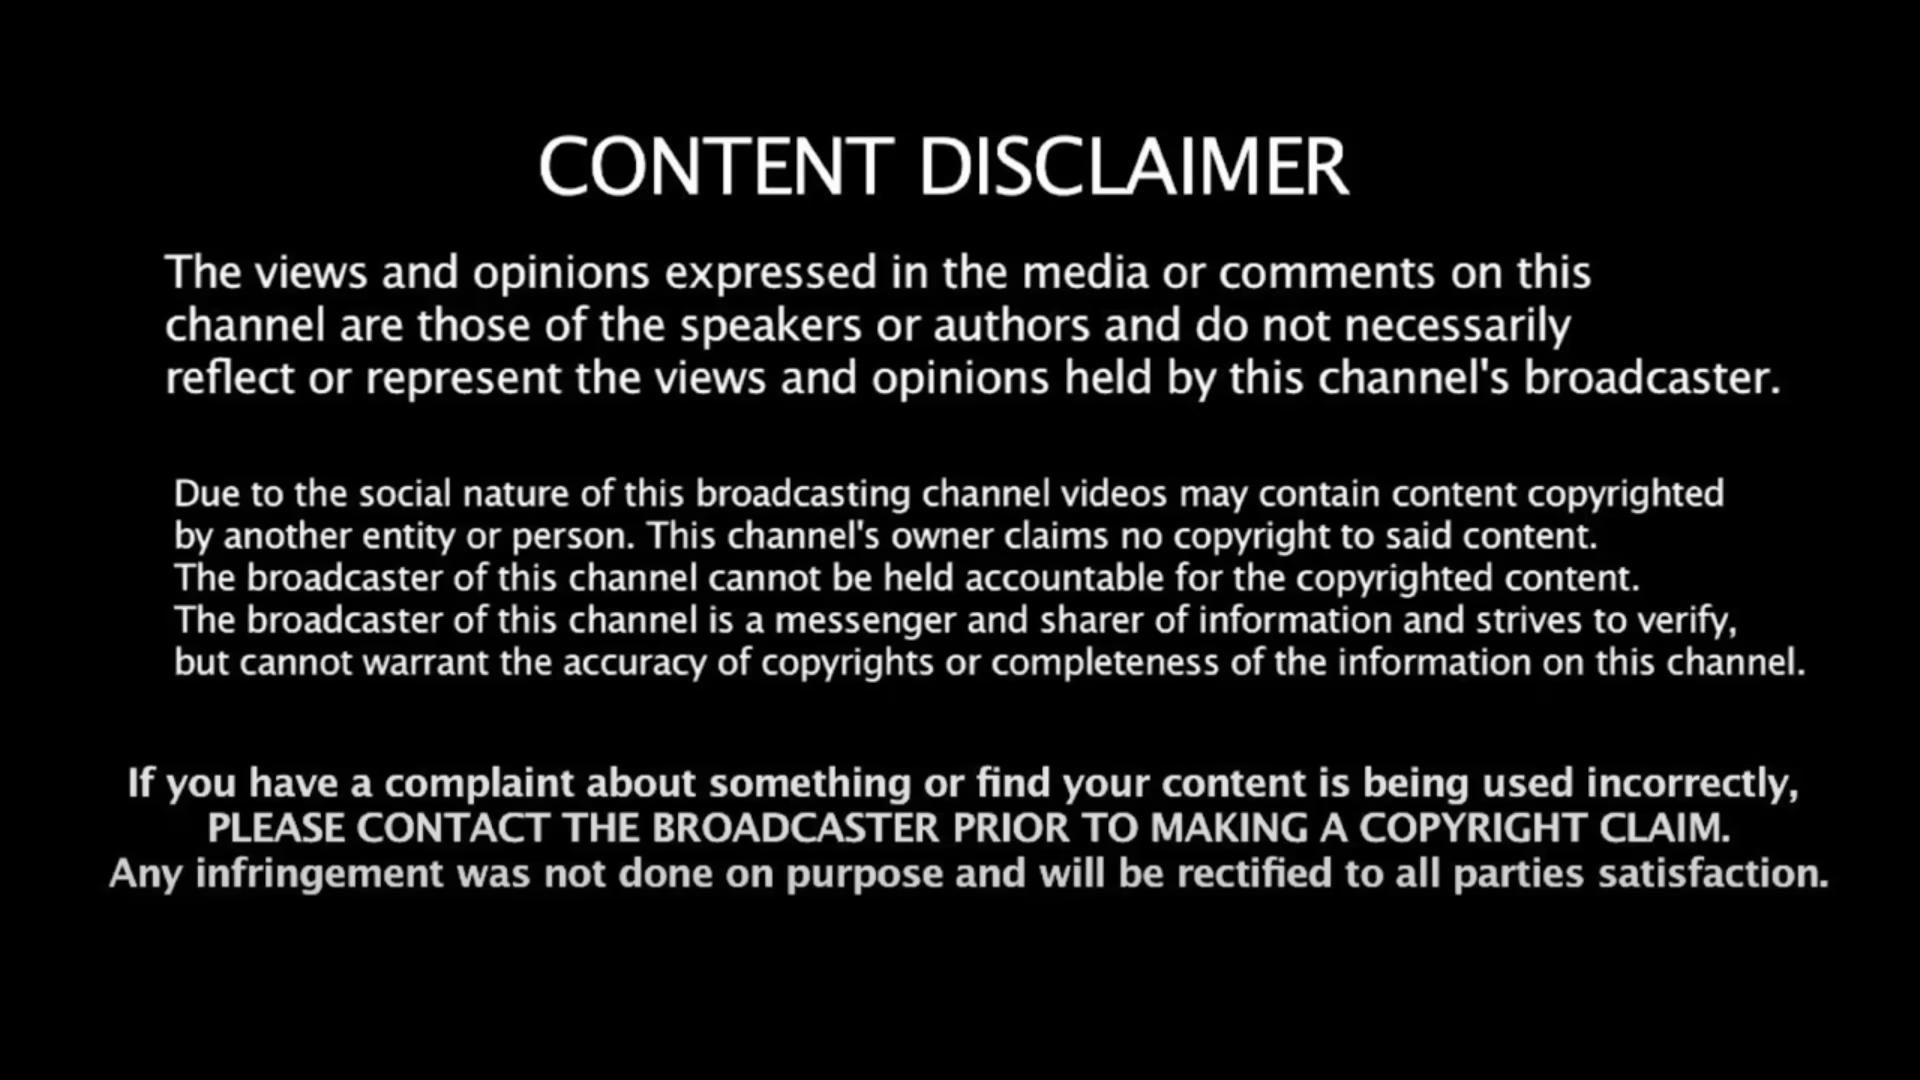 CONTENT DISCLAIMER
The views and opinions expressed in the media or comments on this
channel are those of the speakers or authors and do not necessarily
reflect or represent the views and opinions held by this channel's broadcaster.
Due to the social nature of this broadcasting channel videos may contain content copyrighted
by another entity or person. This channel's owner claims no copyright to said content.
The broadcaster of this channel cannot be held accountable for the copyrighted content.
The broadcaster of this channel is a messenger and sharer of information and strives to verify,
but cannot warrant the accuracy of copyrights or completeness of the information on this channel.
If you have a complaint about something or find your content is being used incorrectly,
PLEASE CONTACT THE BROADCASTER PRIOR TO MAKING A COPYRIGHT CLAIM.
Any infringement was not done on purpose and will be rectified to all parties satisfaction.